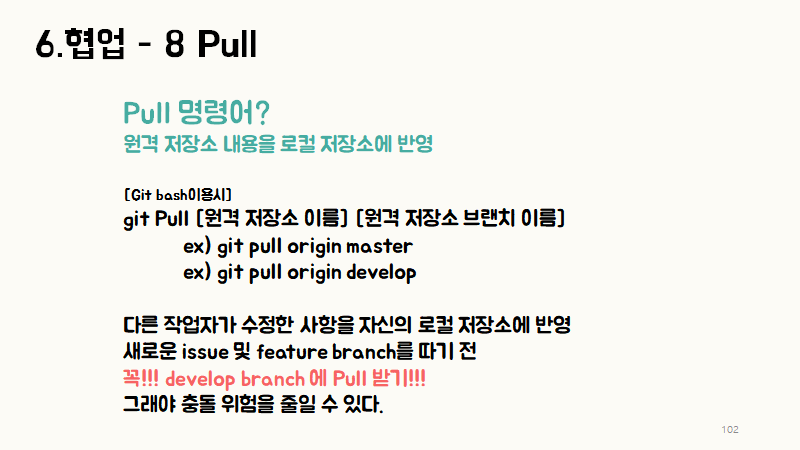 6.협업 - 8 Pull
Pull 명령어?
원격 저장소 내용을 로컬 저장소에 반영
[Git bash이용시]
git Pull [원격 저장소 이름] [원격 저장소 브랜치 이름]
ex) git pull origin master
ex) git pull origin develop
다른 작업자가 수정한 사항을 자신의 로컬 저장소에 반영
새로운 issue 및 feature branch를 따기 전
꼭!!! develop branch 에 Pull 받기!!!
그래야 충돌 위험을 줄일 수 있다.
102